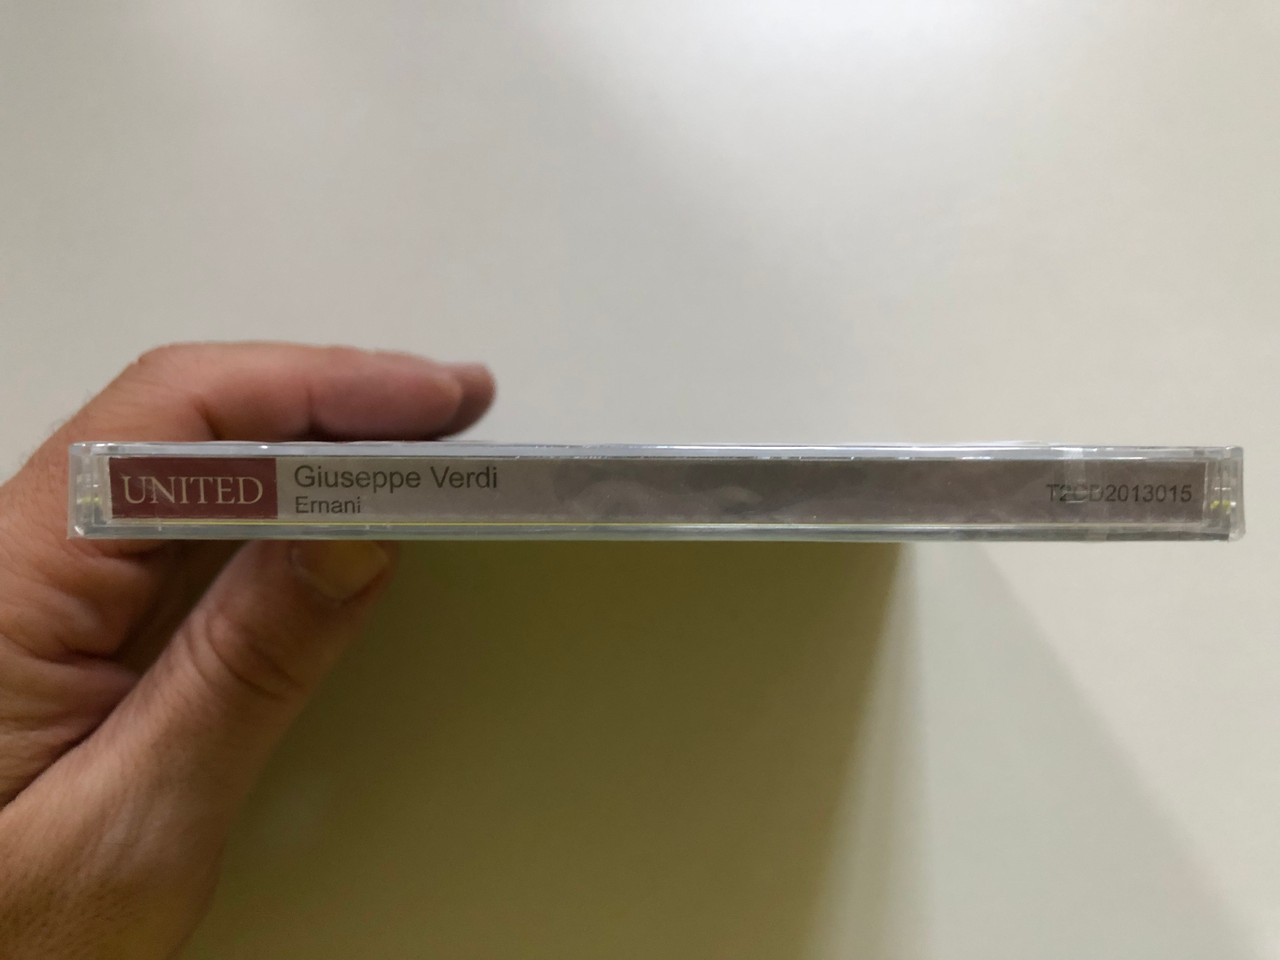 UNITED
Giuseppe Verdi
Ernani
T2CD2013015